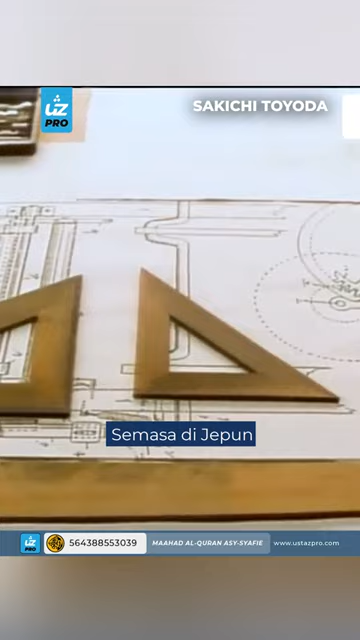 UZ
PRO
SAKICHI TOYODA
Semasa di Jepun
UZ
PRO
564388553039
MAAHAD AL-QURAN ASY-SYAFIE
www.ustazpro.com